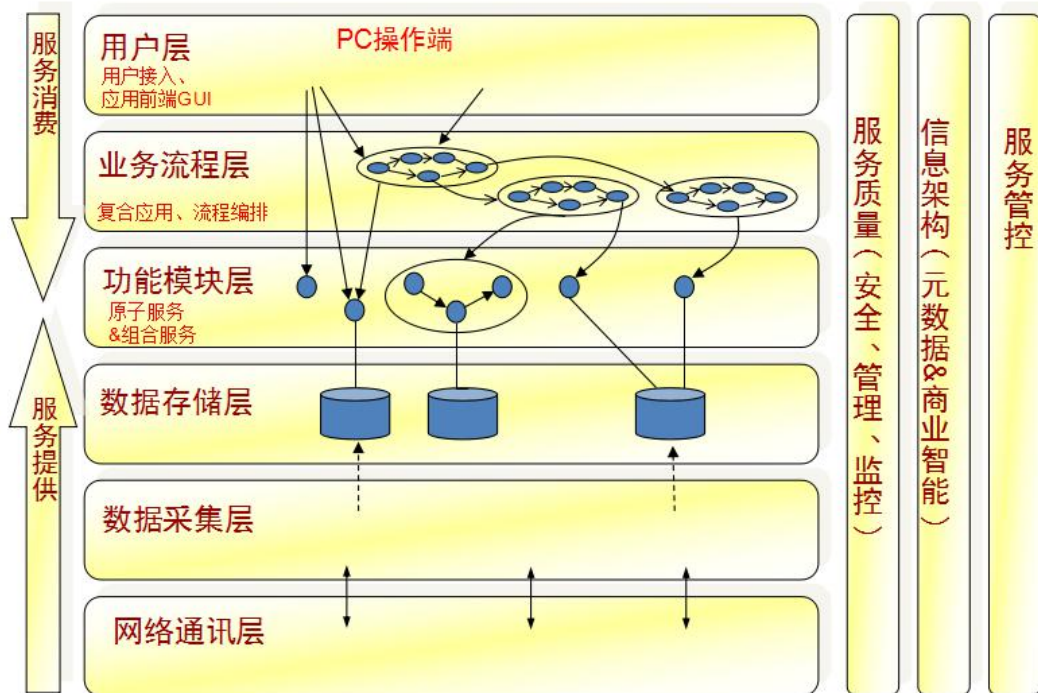 服务消费
服务提供
用户层
用户接入、
应用前端GUI
PC操作端
业务流程层
复合应用、流程编排
功能模块层
原子服务
&组合服务
数据存储层
数据采集层
网络通讯层
服务质量（安全、管理、监控）
信息架构（元数据&商业智能）
服务管控